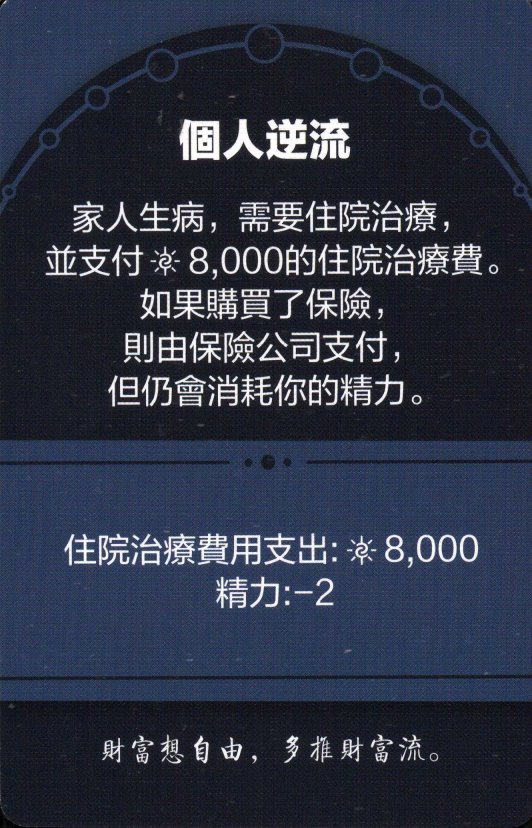 個人逆流
家人生病，需要住院治療，
並支付 8,000的住院治療費。
如果購買了保險，
則由保險公司支付，
但仍會消耗你的精力。
住院治療費用支出: 8,000
精力:-2
財富想自由，多推財富流。